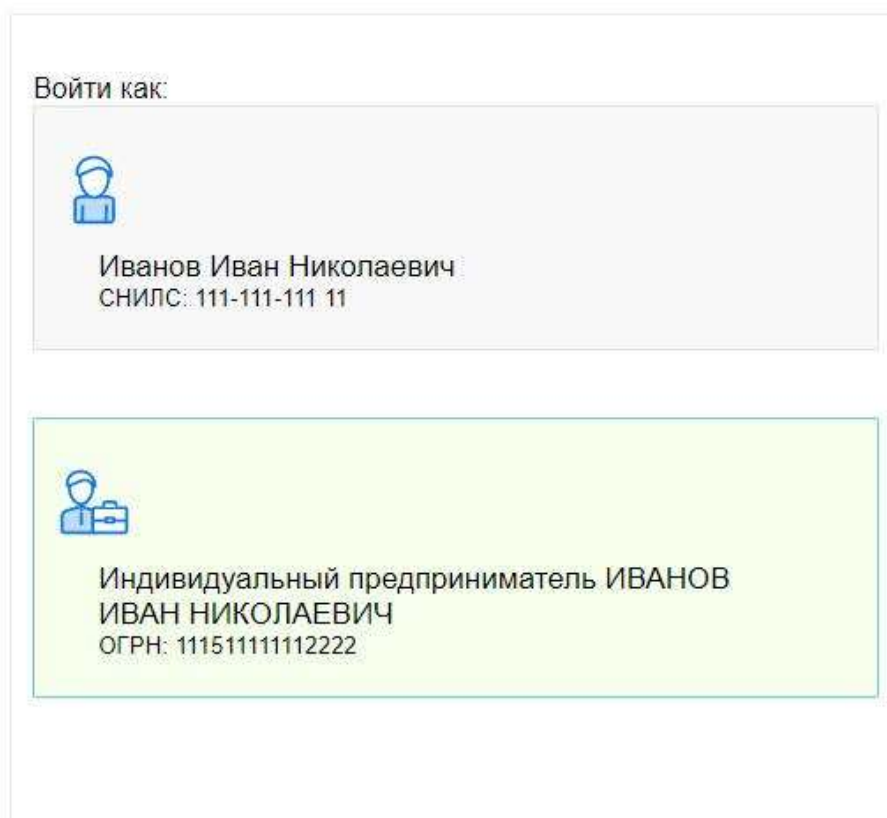 Войти как:
Иванов Иван Николаевич
СНИЛС: 111-111-111 11
Индивидуальный предприниматель ИВАНОВ
ИВАН НИКОЛАЕВИЧ
ОГРН: 111511111112222